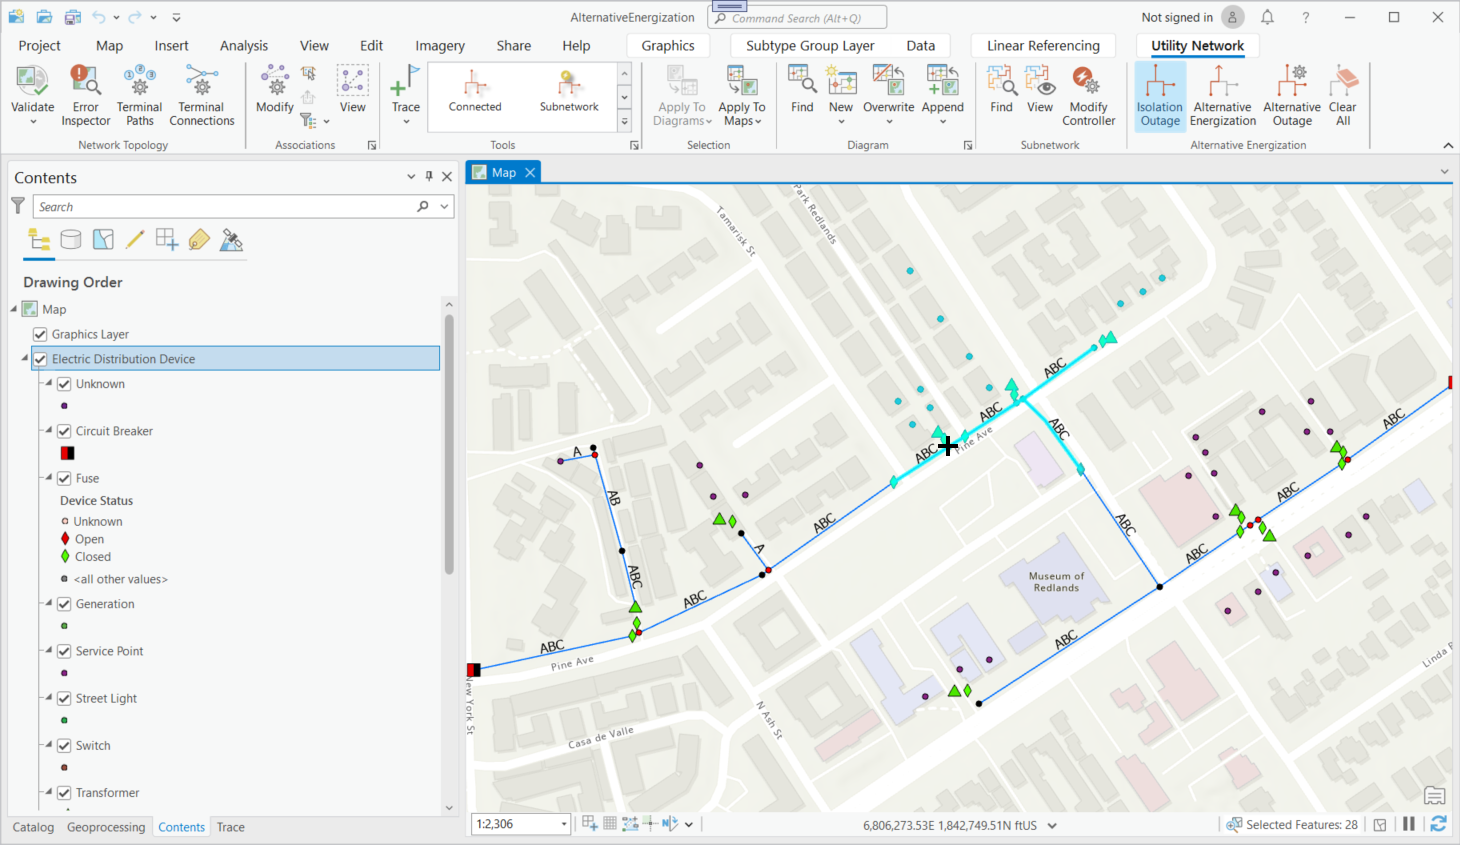 AlternativeEnergization
Command Search (Alt+Q)
Not signed in
Project Map Insert Analysis View Edit Imagery Share Help Graphics Subtype Group Layer Data Linear Referencing Utility Network
Validate
Error
Inspector
Terminal
Paths
Terminal
Connections
Network Topology
Modify
View
Associations
Trace
Connected
Subnetwork
Tools
Apply To
Diagrams
Apply To
Maps
Selection
Find
New
Overwrite
Append
Diagram
Find
View
Modify
Controller
Subnetwork
Isolation
Outage
Alternative
Energization
Alternative
Outage
Clear
All
Alternative Energization
Contents
Search
Drawing Order
Map
Graphics Layer
Electric Distribution Device
Unknown
Circuit Breaker
Fuse
Device Status
Unknown
Open
Closed
<all other values>
Generation
Service Point
Street Light
Switch
Transformer
Catalog Geoprocessing Contents Trace
Map
Tamarisk St
Park Redlands
ABC
ABC
Pine Ave
ABC
ABC
ABC
A
AB
ABC
A
ABC
ABC
ABC
ABC
ABC
ABC
Museum of
Redlands
ABC
ABC
Pine Ave
New York St
N Ash St
Casa de Valle
1:2,306
6,806,273.53E 1,842,749.51N ftUS
Selected Features: 28